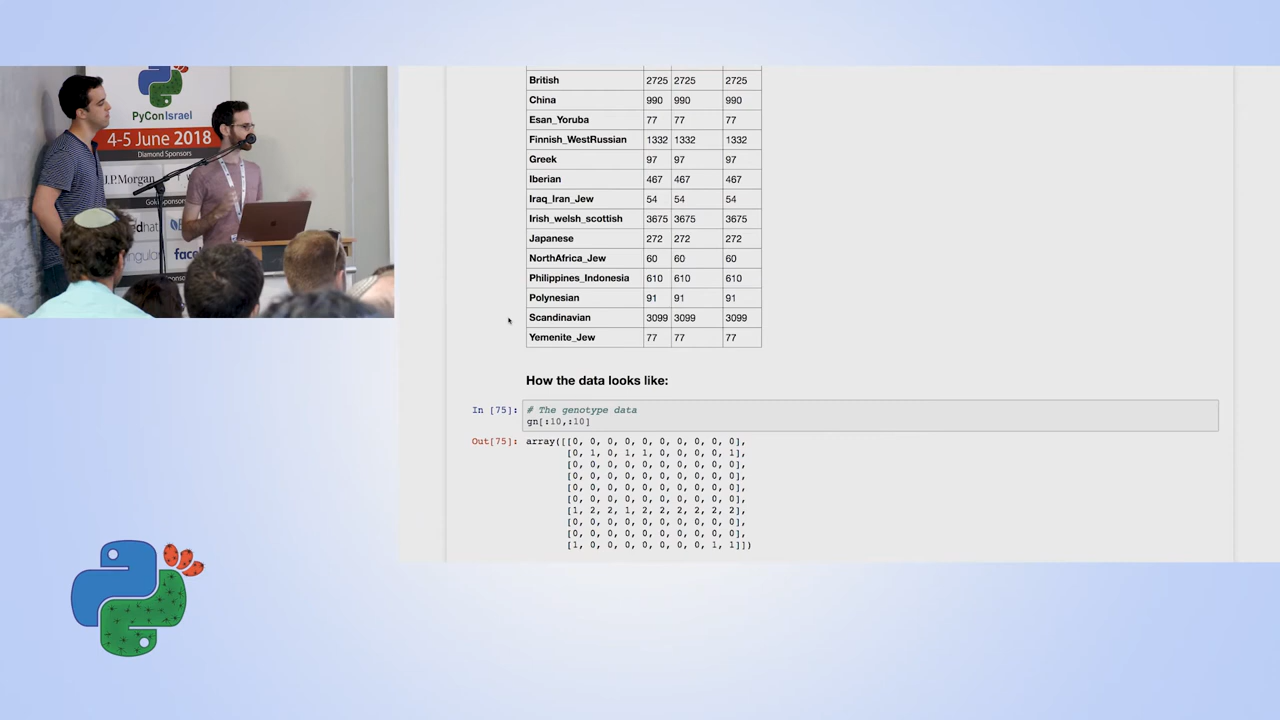 PyConIsrael
4-5 June 2018
Diamond Sponsors
J.P.Morgan
British 2725 2725 2725
China 990 990 990
Esan_Yoruba 77 77 77
Finnish_WestRussian 1332 1332 1332
Greek 97 97 97
Iberian 467 467 467
Iraq_Iran_Jew 54 54 54
Irish_welsh_scottish 3675 3675 3675
Japanese 272 272 272
NorthAfrica_Jew 60 60 60
Philippines_Indonesia 610 610 610
Polynesian 91 91 91
Scandinavian 3099 3099 3099
Yemenite_Jew 77 77 77
How the data looks like:
In [75]: # The genotype data
gn[:10,:10]
Out[75]: array([[0, 0, 0, 0, 0, 0, 0, 0, 0, 0],
[0, 1, 0, 1, 1, 0, 0, 0, 0, 1],
[0, 0, 0, 0, 0, 0, 0, 0, 0, 0],
[0, 0, 0, 0, 0, 0, 0, 0, 0, 0],
[0, 0, 0, 0, 0, 0, 0, 0, 0, 0],
[0, 0, 0, 0, 0, 0, 0, 0, 0, 0],
[1, 2, 2, 1, 2, 2, 2, 2, 2, 2],
[0, 0, 0, 0, 0, 0, 0, 0, 0, 0],
[0, 0, 0, 0, 0, 0, 0, 0, 0, 0],
[1, 0, 0, 0, 0, 0, 0, 0, 1, 1]])